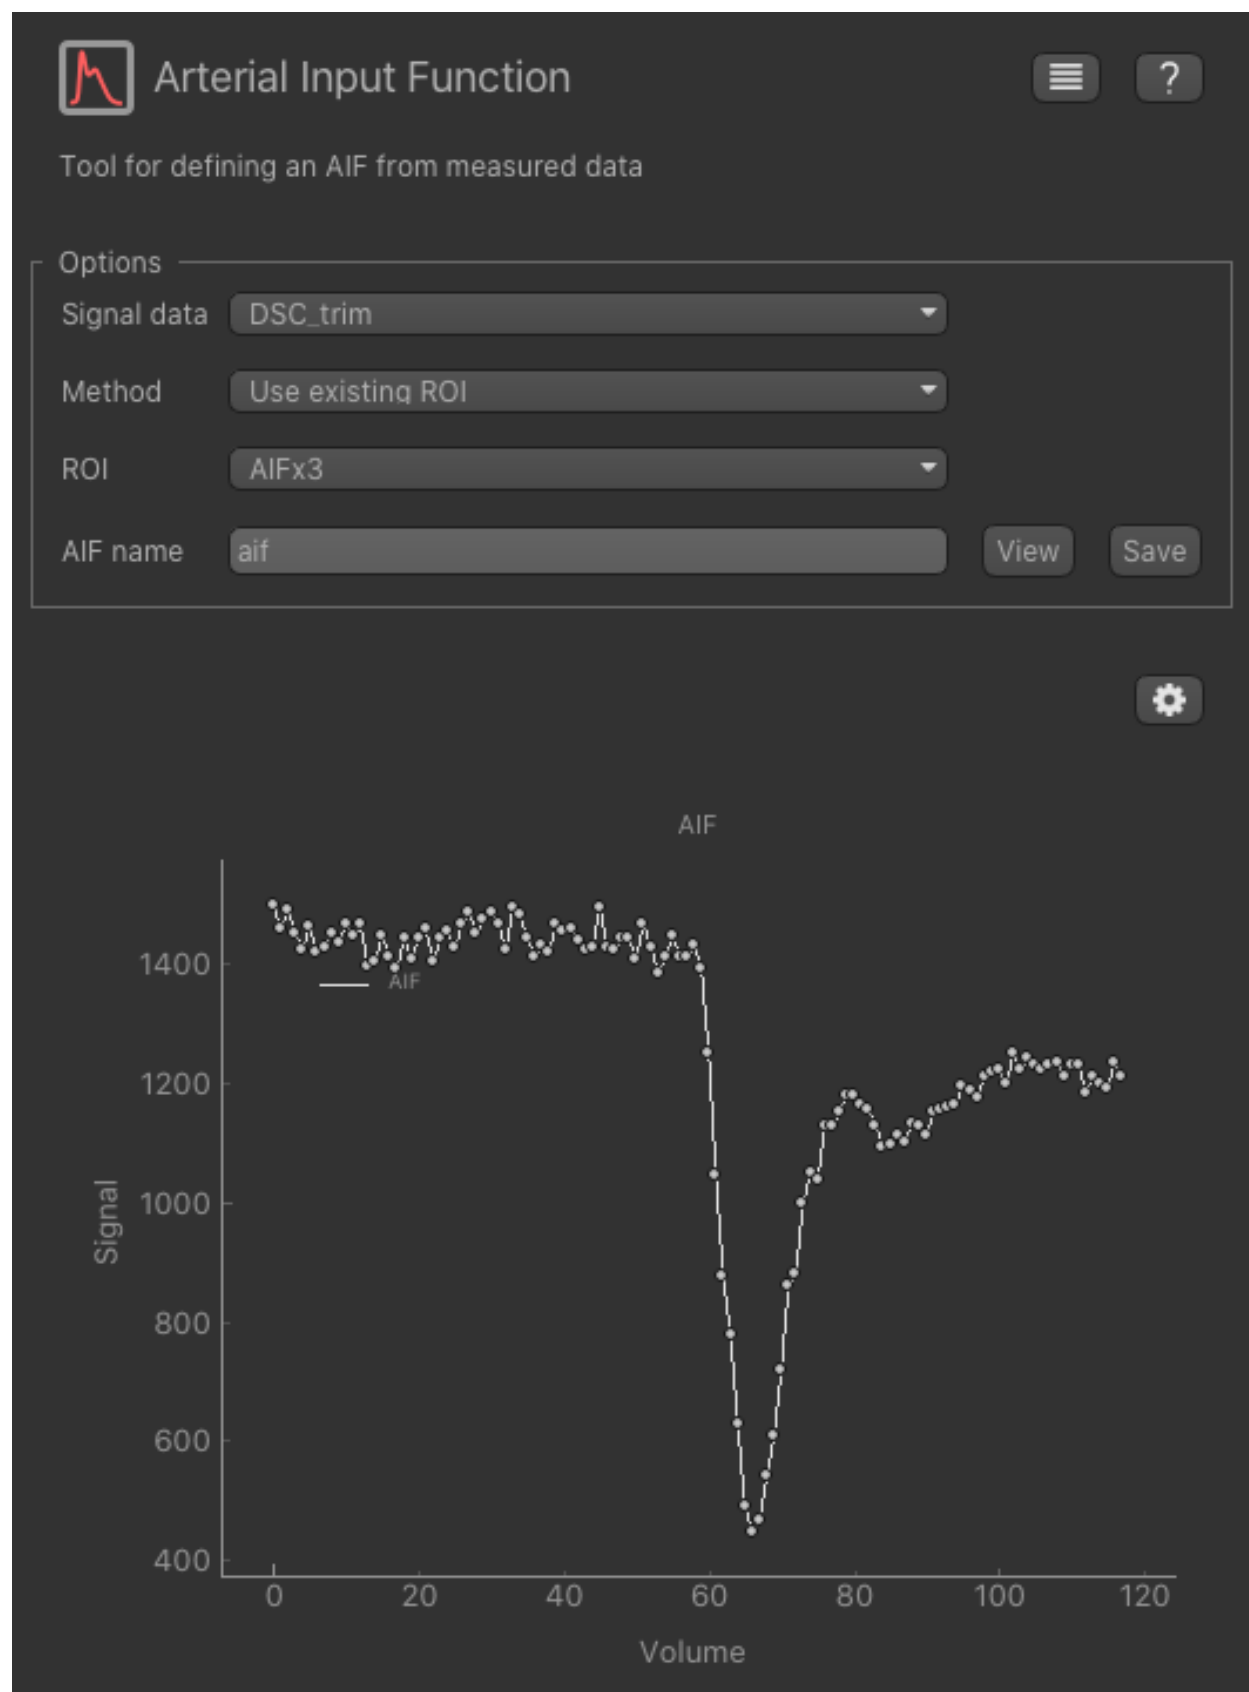 Arterial Input Function
?
Tool for defining an AIF from measured data
Options
Signal data DSC_trim
Method Use existing ROI
ROI AIFx3
AIF name aif View Save
AIF
1400
AIF
1200
1000
Signal
800
600
400
0 20 40 60 80 100 120
Volume